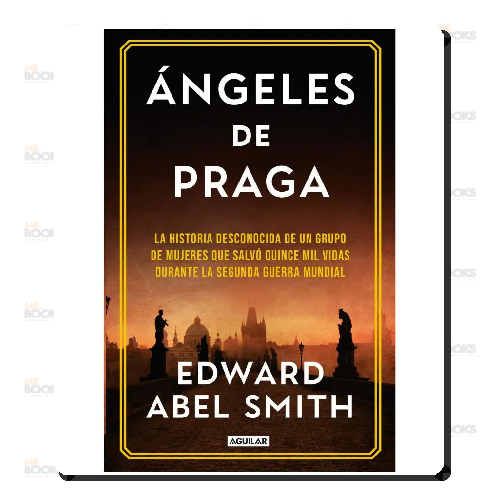 ÁNGELES
DE
PRAGA
LA HISTORIA DESCONOCIDA DE UN GRUPO
DE MUJERES QUE SALVÓ QUINCE MIL VIDAS
DURANTE LA SEGUNDA GUERRA MUNDIAL
EDWARD
ABEL SMITH
AGUILAR